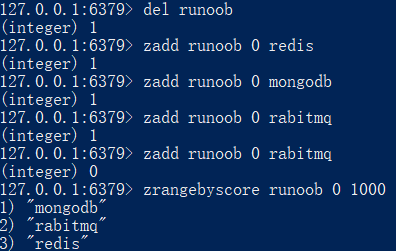 127.0.0.1:6379> del runoob
(integer) 1
127.0.0.1:6379> zadd runoob 0 redis
(integer) 1
127.0.0.1:6379> zadd runoob 0 mongodb
(integer) 1
127.0.0.1:6379> zadd runoob 0 rabitmq
(integer) 1
127.0.0.1:6379> zadd runoob 0 rabitmq
(integer) 0
127.0.0.1:6379> zrangebyscore runoob 0 1000
1) "mongodb"
2) "rabitmq"
3) "redis"